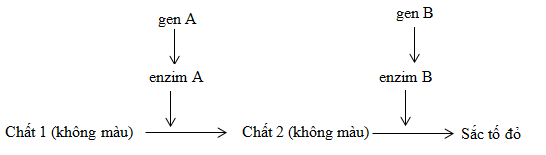 gen A
gen B
enzim A
enzim B
Chất 1 (không màu)
Chất 2 (không màu)
Sắc tố đỏ